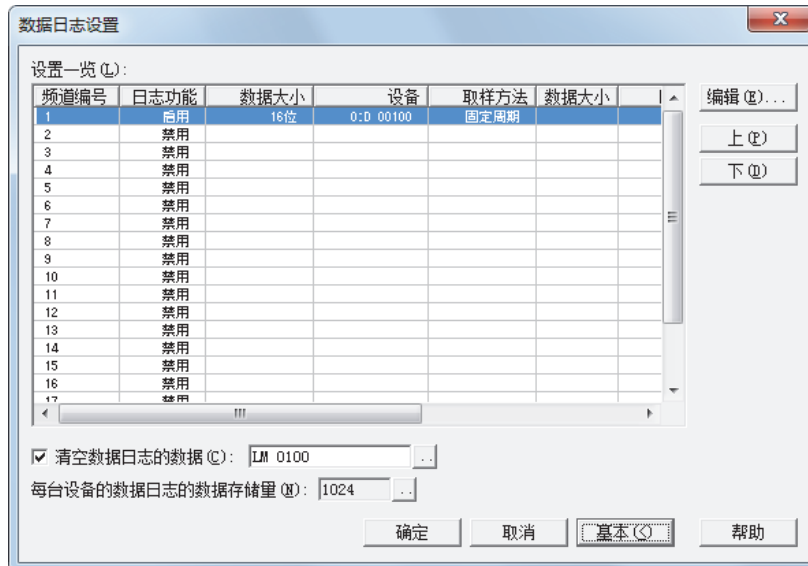 数据日志设置
设置一览(L):
频道编号 日志功能 数据大小 设备 取样方法 数据大小
编辑(E)...
1 启用 16位 0:D 00100 固定周期
2 禁用
上(P)
3 禁用
4 禁用
下(D)
5 禁用
6 禁用
7 禁用
8 禁用
9 禁用
10 禁用
11 禁用
12 禁用
13 禁用
14 禁用
15 禁用
16 禁用
17 禁用
清空数据日志的数据(C): LM 0100 ..
每台设备的数据日志的数据存储量(N): 1024 ..
确定 取消 基本(<) 帮助